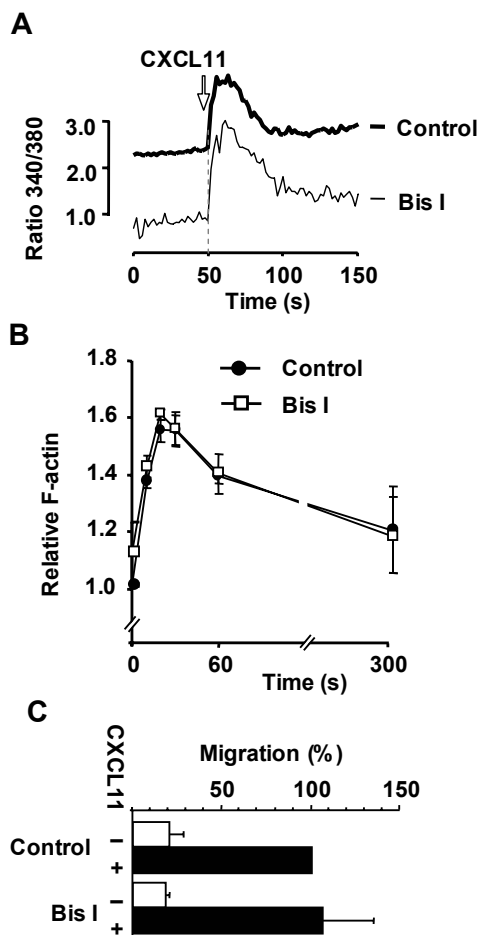 A
CXCL11
Ratio 340/380
3.0
2.0
1.0
Control
Bis I
0 50 100 150
Time (s)
B
Relative F-actin
1.8
1.6
1.4
1.2
1.0
Control
Bis I
0 60 300
Time (s)
C
CXCL11
Migration (%)
50 100 150
Control
−
+
Bis I
−
+